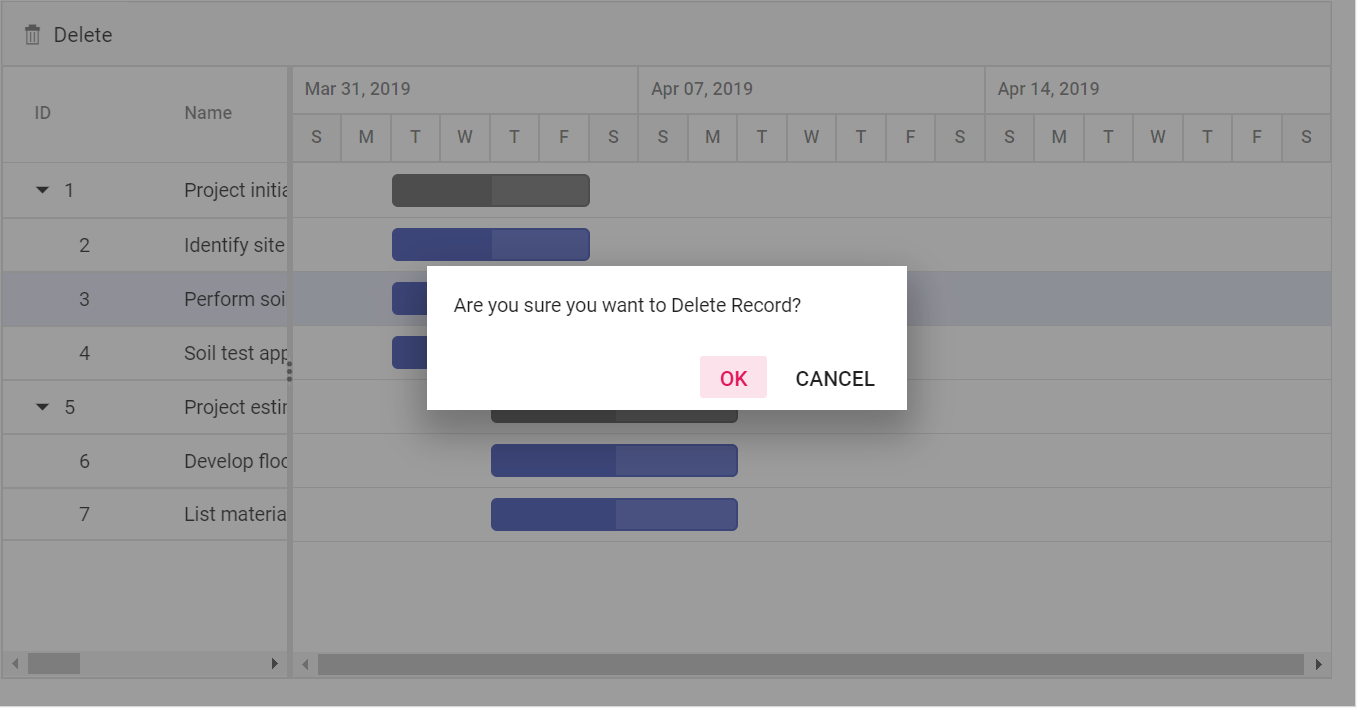 Delete
ID Name
Mar 31, 2019 Apr 07, 2019 Apr 14, 2019
S M T W T F S S M T W T F S S M T W T F S
1 Project initia
2 Identify site
3 Perform soi
4 Soil test app
5 Project estir
6 Develop floo
7 List materia
Are you sure you want to Delete Record?
OK CANCEL